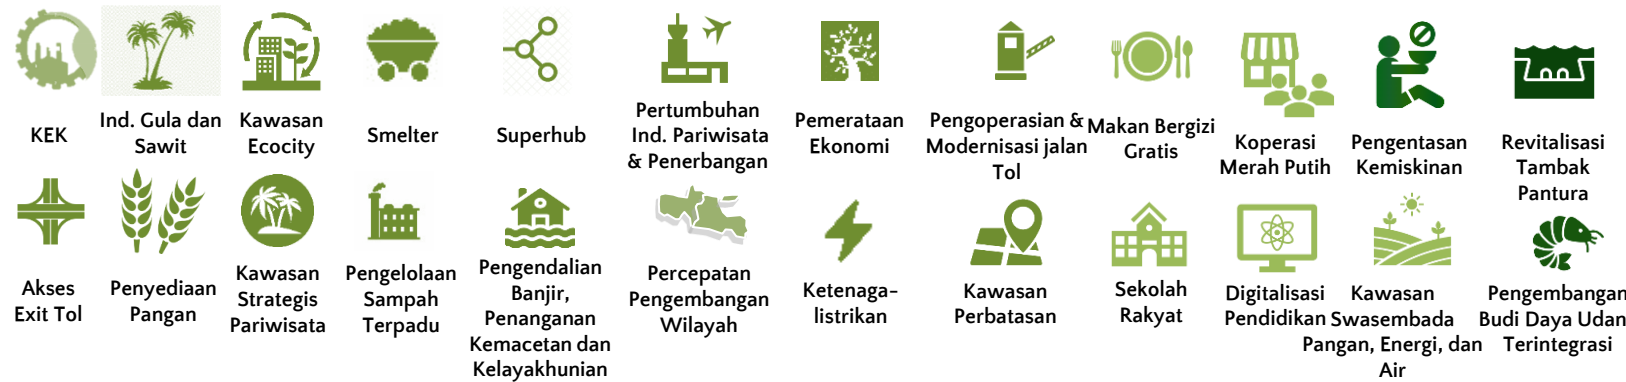 KEK
Ind. Gula dan
Sawit
Kawasan
Ecocity
Smelter
Superhub
Pertumbuhan
Ind. Pariwisata
& Penerbangan
Pemerataan
Ekonomi
Pengoperasian &
Modernisasi jalan
Tol
Makan Bergizi
Gratis
Koperasi
Merah Putih
Pengentasan
Kemiskinan
Revitalisasi
Tambak
Pantura
Akses
Exit Tol
Penyediaan
Pangan
Kawasan
Strategis
Pariwisata
Pengelolaan
Sampah
Terpadu
Pengendalian
Banjir,
Penanganan
Kemacetan dan
Kelayakhunian
Percepatan
Pengembangan
Wilayah
Ketenaga-
listrikan
Kawasan
Perbatasan
Sekolah
Rakyat
Digitalisasi
Pendidikan
Kawasan
Swasembada
Pangan, Energi, dan
Air
Pengembangan
Budi Daya Udan
Terintegrasi